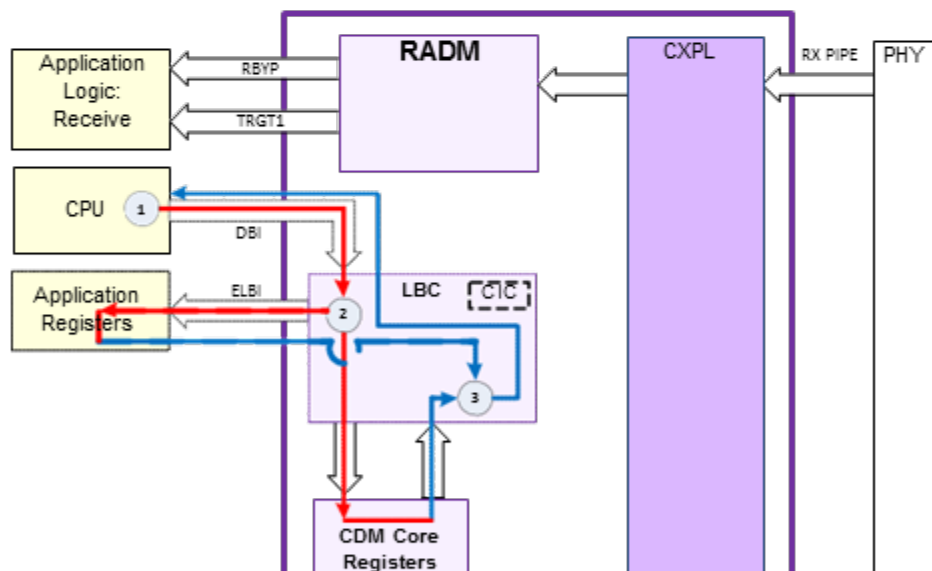 RADM
CXPL
RX PIPE
PHY
Application
Logic:
Receive
RBYP
TRGT1
CPU
1
DBI
Application
Registers
ELBI
LBC
CIC
2
3
CDM Core
Registers